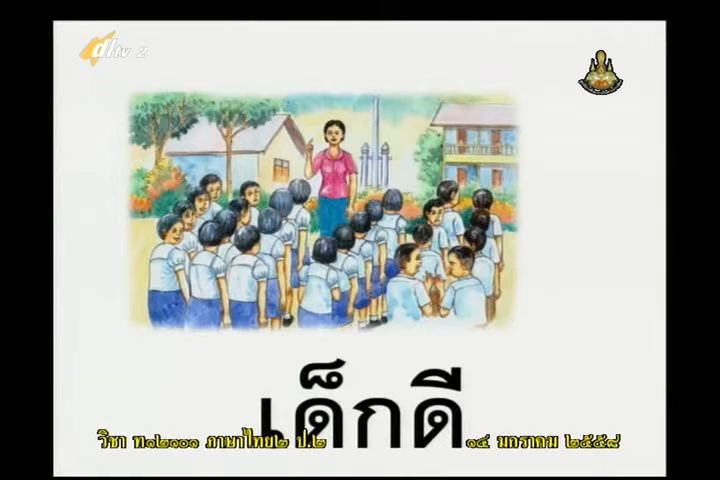 dltv 2
เด็กดี
วิชา ท๑๒๑๐๑ ภาษาไทย๒ ป.๒ ๑๔ มกราคม ๒๕๕๘